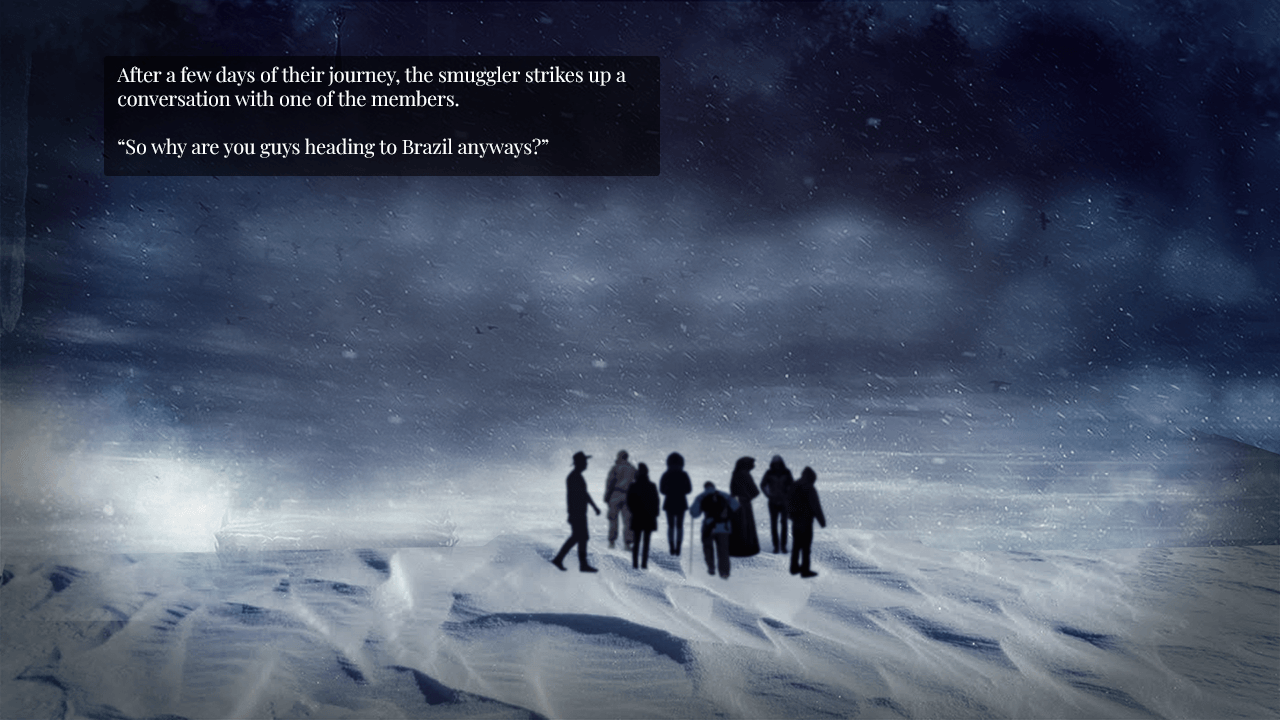 After a few days of their journey, the smuggler strikes up a
conversation with one of the members.
“So why are you guys heading to Brazil anyways?”